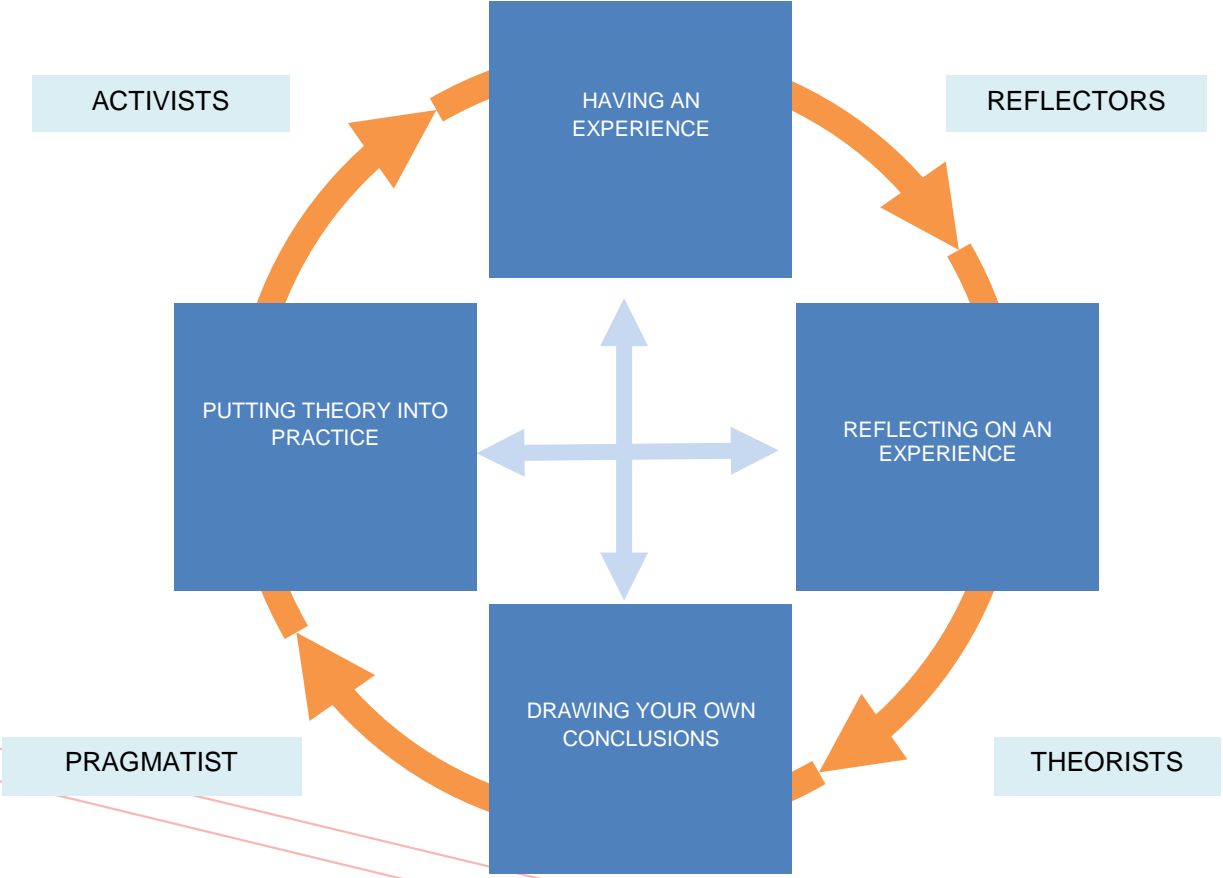 HAVING AN
EXPERIENCE
ACTIVISTS
REFLECTORS
PUTTING THEORY INTO
PRACTICE
REFLECTING ON AN
EXPERIENCE
DRAWING YOUR OWN
CONCLUSIONS
PRAGMATIST
THEORISTS